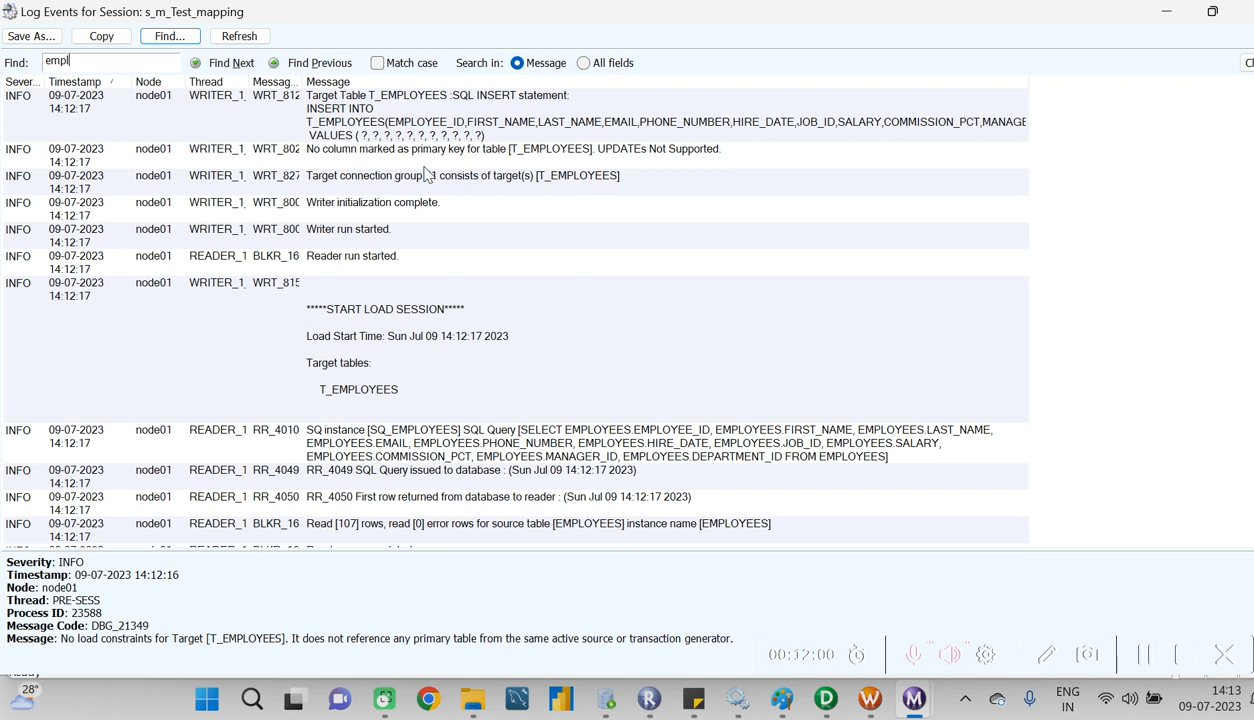 Log Events for Session: s_m_Test_mapping
Save As... Copy Find... Refresh
Find: empl Find Next Find Previous Match case Search in: Message All fields
Sever... Timestamp Node Thread Messag... Message
INFO 09-07-2023 node01 WRITER_1_ WRT_812 Target Table T_EMPLOYEES :SQL INSERT statement:
14:12:17 INSERT INTO
T_EMPLOYEES(EMPLOYEE_ID,FIRST_NAME,LAST_NAME,EMAIL,PHONE_NUMBER,HIRE_DATE,JOB_ID,SALARY,COMMISSION_PCT,MANAGE
VALUES ( ?, ?, ?, ?, ?, ?, ?, ?, ?, ?, ?)
INFO 09-07-2023 node01 WRITER_1_ WRT_802 No column marked as primary key for table [T_EMPLOYEES]. UPDATEs Not Supported.
14:12:17
INFO 09-07-2023 node01 WRITER_1_ WRT_827 Target connection group consists of target(s) [T_EMPLOYEES]
14:12:17
INFO 09-07-2023 node01 WRITER_1_ WRT_800 Writer initialization complete.
14:12:17
INFO 09-07-2023 node01 WRITER_1_ WRT_800 Writer run started.
14:12:17
INFO 09-07-2023 node01 READER_1 BLKR_16 Reader run started.
14:12:17
INFO 09-07-2023 node01 WRITER_1_ WRT_815
14:12:17
*****START LOAD SESSION*****
Load Start Time: Sun Jul 09 14:12:17 2023
Target tables:
T_EMPLOYEES
INFO 09-07-2023 node01 READER_1 RR_4010 SQ instance [SQ_EMPLOYEES] SQL Query [SELECT EMPLOYEES.EMPLOYEE_ID, EMPLOYEES.FIRST_NAME, EMPLOYEES.LAST_NAME,
14:12:17 EMPLOYEES.EMAIL, EMPLOYEES.PHONE_NUMBER, EMPLOYEES.HIRE_DATE, EMPLOYEES.JOB_ID, EMPLOYEES.SALARY,
EMPLOYEES.COMMISSION_PCT, EMPLOYEES.MANAGER_ID, EMPLOYEES.DEPARTMENT_ID FROM EMPLOYEES]
INFO 09-07-2023 node01 READER_1 RR_4049 RR_4049 SQL Query issued to database : (Sun Jul 09 14:12:17 2023)
14:12:17
INFO 09-07-2023 node01 READER_1 RR_4050 RR_4050 First row returned from database to reader : (Sun Jul 09 14:12:17 2023)
14:12:17
INFO 09-07-2023 node01 READER_1 BLKR_16 Read [107] rows, read [0] error rows for source table [EMPLOYEES] instance name [EMPLOYEES]
14:12:17
Severity: INFO
Timestamp: 09-07-2023 14:12:16
Node: node01
Thread: PRE-SESS
Process ID: 23588
Message Code: DBG_21349
Message: No load constraints for Target [T_EMPLOYEES]. It does not reference any primary table from the same active source or transaction generator.
00:12:00
28°
ENG
IN
14:13
09-07-2023